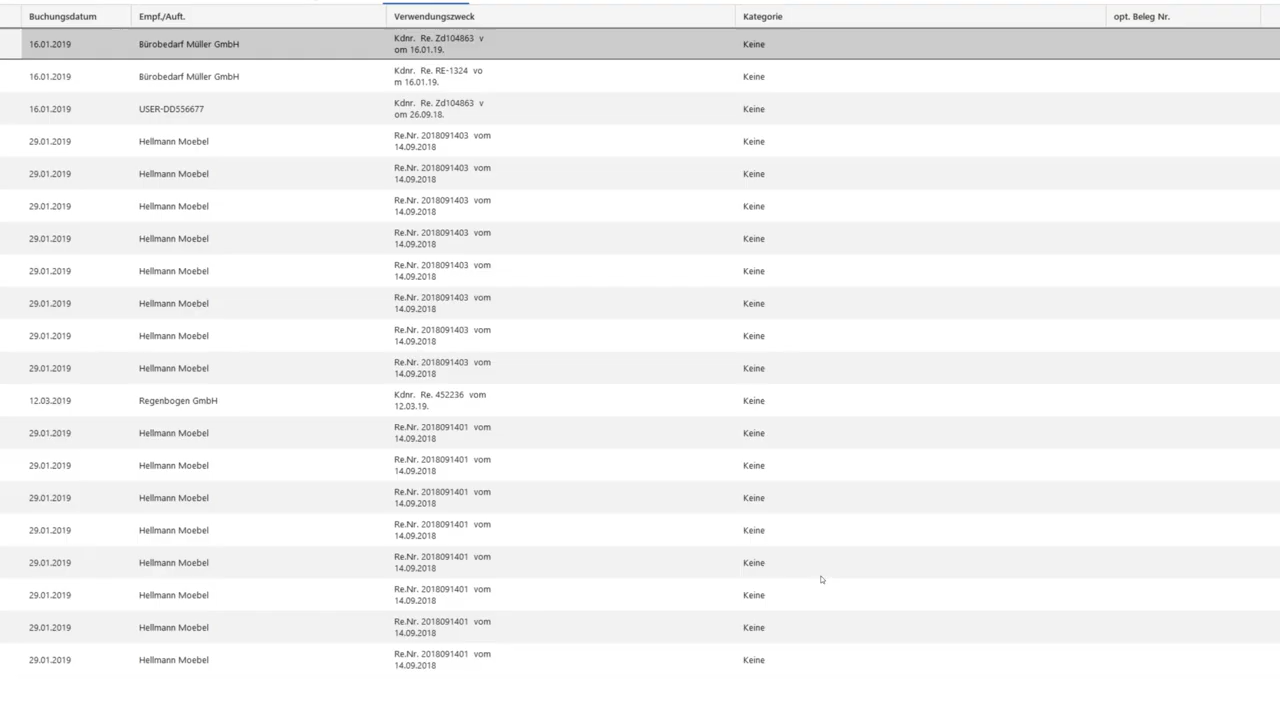 Buchungsdatum Empf./Auft. Verwendungszweck Kategorie opt. Beleg Nr.
16.01.2019 Bürobedarf Müller GmbH Kdnr. Re. Zd104863 v Keine
om 16.01.19.
16.01.2019 Bürobedarf Müller GmbH Kdnr. Re. RE-1324 vo Keine
m 16.01.19.
16.01.2019 USER-DD556677 Kdnr. Re. Zd104863 v Keine
om 26.09.18.
29.01.2019 Hellmann Moebel Re.Nr. 2018091403 vom Keine
14.09.2018
29.01.2019 Hellmann Moebel Re.Nr. 2018091403 vom Keine
14.09.2018
29.01.2019 Hellmann Moebel Re.Nr. 2018091403 vom Keine
14.09.2018
29.01.2019 Hellmann Moebel Re.Nr. 2018091403 vom Keine
14.09.2018
29.01.2019 Hellmann Moebel Re.Nr. 2018091403 vom Keine
14.09.2018
29.01.2019 Hellmann Moebel Re.Nr. 2018091403 vom Keine
14.09.2018
29.01.2019 Hellmann Moebel Re.Nr. 2018091403 vom Keine
14.09.2018
29.01.2019 Hellmann Moebel Re.Nr. 2018091403 vom Keine
14.09.2018
12.03.2019 Regenbogen GmbH Kdnr. Re. 452236 vom Keine
12.03.19.
29.01.2019 Hellmann Moebel Re.Nr. 2018091401 vom Keine
14.09.2018
29.01.2019 Hellmann Moebel Re.Nr. 2018091401 vom Keine
14.09.2018
29.01.2019 Hellmann Moebel Re.Nr. 2018091401 vom Keine
14.09.2018
29.01.2019 Hellmann Moebel Re.Nr. 2018091401 vom Keine
14.09.2018
29.01.2019 Hellmann Moebel Re.Nr. 2018091401 vom Keine
14.09.2018
29.01.2019 Hellmann Moebel Re.Nr. 2018091401 vom Keine
14.09.2018
29.01.2019 Hellmann Moebel Re.Nr. 2018091401 vom Keine
14.09.2018
29.01.2019 Hellmann Moebel Re.Nr. 2018091401 vom Keine
14.09.2018